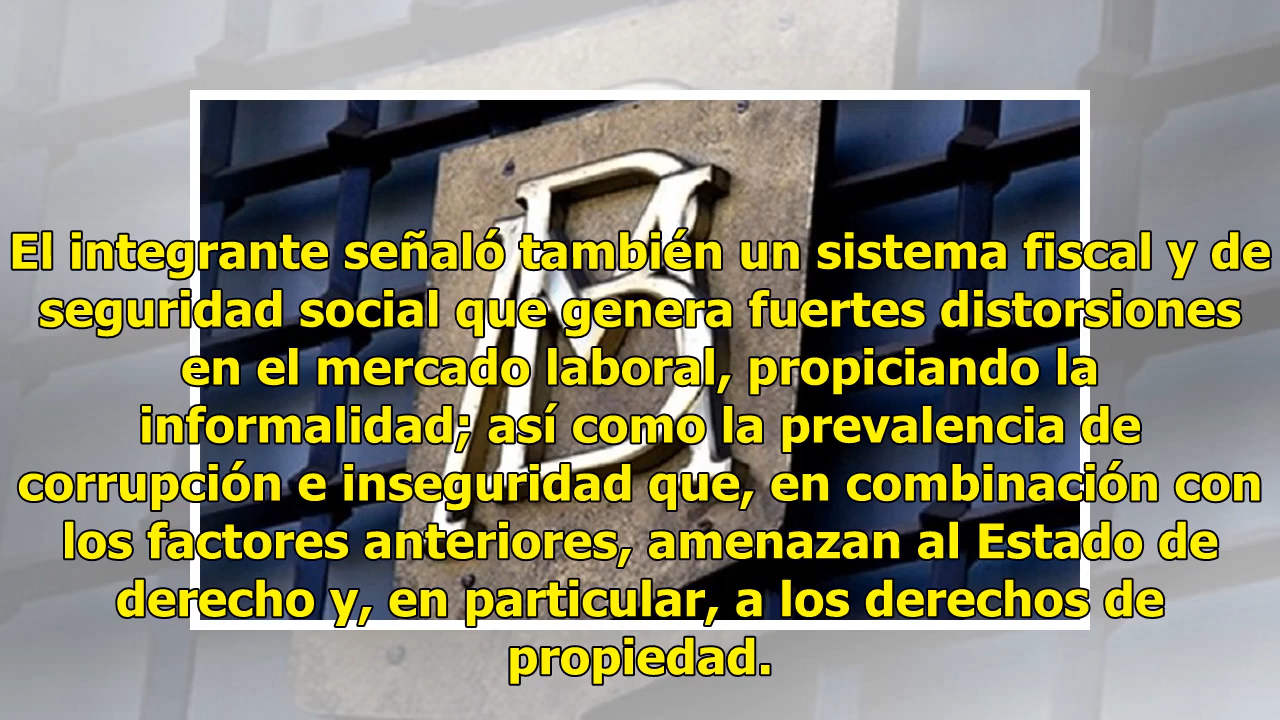 El integrante señaló también un sistema fiscal y de
seguridad social que genera fuertes distorsiones
en el mercado laboral, propiciando la
informalidad; así como la prevalencia de
corrupción e inseguridad que, en combinación con
los factores anteriores, amenazan al Estado de
derecho y, en particular, a los derechos de
propiedad.